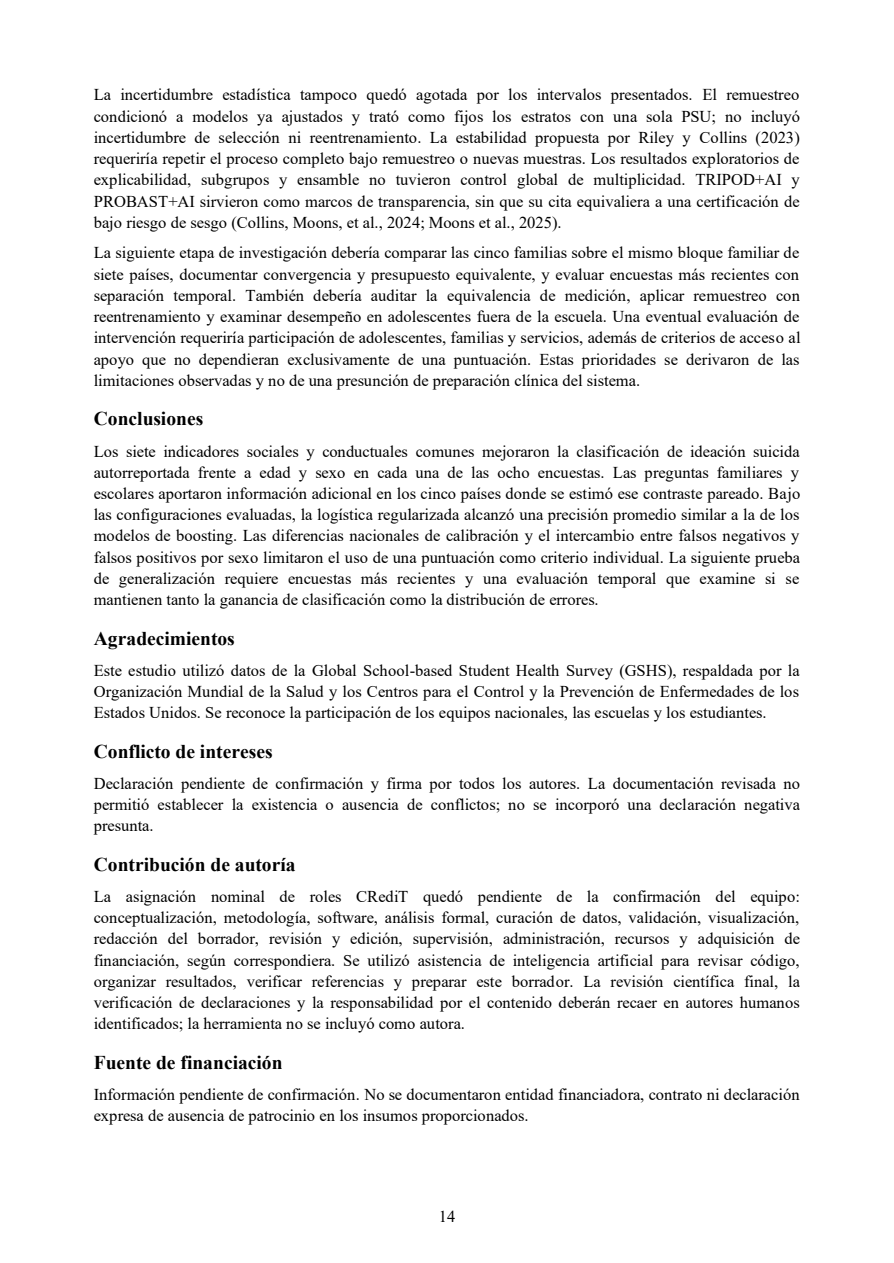 La incertidumbre estadística tampoco quedó agotada por los intervalos presentados. El remuestreo
condicionó a modelos ya ajustados y trató como fijos los estratos con una sola PSU; no incluyó
incertidumbre de selección ni reentrenamiento. La estabilidad propuesta por Riley y Collins (2023)
requeriría repetir el proceso completo bajo remuestreo o nuevas muestras. Los resultados exploratorios de
explicabilidad, subgrupos y ensamble no tuvieron control global de multiplicidad. TRIPOD+AI y
PROBAST+AI sirvieron como marcos de transparencia, sin que su cita equivaliera a una certificación de
bajo riesgo de sesgo (Collins, Moons, et al., 2024; Moons et al., 2025).
La siguiente etapa de investigación debería comparar las cinco familias sobre el mismo bloque familiar de
siete países, documentar convergencia y presupuesto equivalente, y evaluar encuestas más recientes con
separación temporal. También debería auditar la equivalencia de medición, aplicar remuestreo con
reentrenamiento y examinar desempeño en adolescentes fuera de la escuela. Una eventual evaluación de
intervención requeriría participación de adolescentes, familias y servicios, además de criterios de acceso al
apoyo que no dependieran exclusivamente de una puntuación. Estas prioridades se derivaron de las
limitaciones observadas y no de una presunción de preparación clínica del sistema.
Conclusiones
Los siete indicadores sociales y conductuales comunes mejoraron la clasificación de ideación suicida
autorreportada frente a edad y sexo en cada una de las ocho encuestas. Las preguntas familiares y
escolares aportaron información adicional en los cinco países donde se estimó ese contraste pareado. Bajo
las configuraciones evaluadas, la logística regularizada alcanzó una precisión promedio similar a la de los
modelos de boosting. Las diferencias nacionales de calibración y el intercambio entre falsos negativos y
falsos positivos por sexo limitaron el uso de una puntuación como criterio individual. La siguiente prueba
de generalización requiere encuestas más recientes y una evaluación temporal que examine si se
mantienen tanto la ganancia de clasificación como la distribución de errores.
Agradecimientos
Este estudio utilizó datos de la Global School-based Student Health Survey (GSHS), respaldada por la
Organización Mundial de la Salud y los Centros para el Control y la Prevención de Enfermedades de los
Estados Unidos. Se reconoce la participación de los equipos nacionales, las escuelas y los estudiantes.
Conflicto de intereses
Declaración pendiente de confirmación y firma por todos los autores. La documentación revisada no
permitió establecer la existencia o ausencia de conflictos; no se incorporó una declaración negativa
presunta.
Contribución de autoría
La asignación nominal de roles CRediT quedó pendiente de la confirmación del equipo:
conceptualización, metodología, software, análisis formal, curación de datos, validación, visualización,
redacción del borrador, revisión y edición, supervisión, administración, recursos y adquisición de
financiación, según correspondiera. Se utilizó asistencia de inteligencia artificial para revisar código,
organizar resultados, verificar referencias y preparar este borrador. La revisión científica final, la
verificación de declaraciones y la responsabilidad por el contenido deberán recaer en autores humanos
identificados; la herramienta no se incluyó como autora.
Fuente de financiación
Información pendiente de confirmación. No se documentaron entidad financiadora, contrato ni declaración
expresa de ausencia de patrocinio en los insumos proporcionados.
14